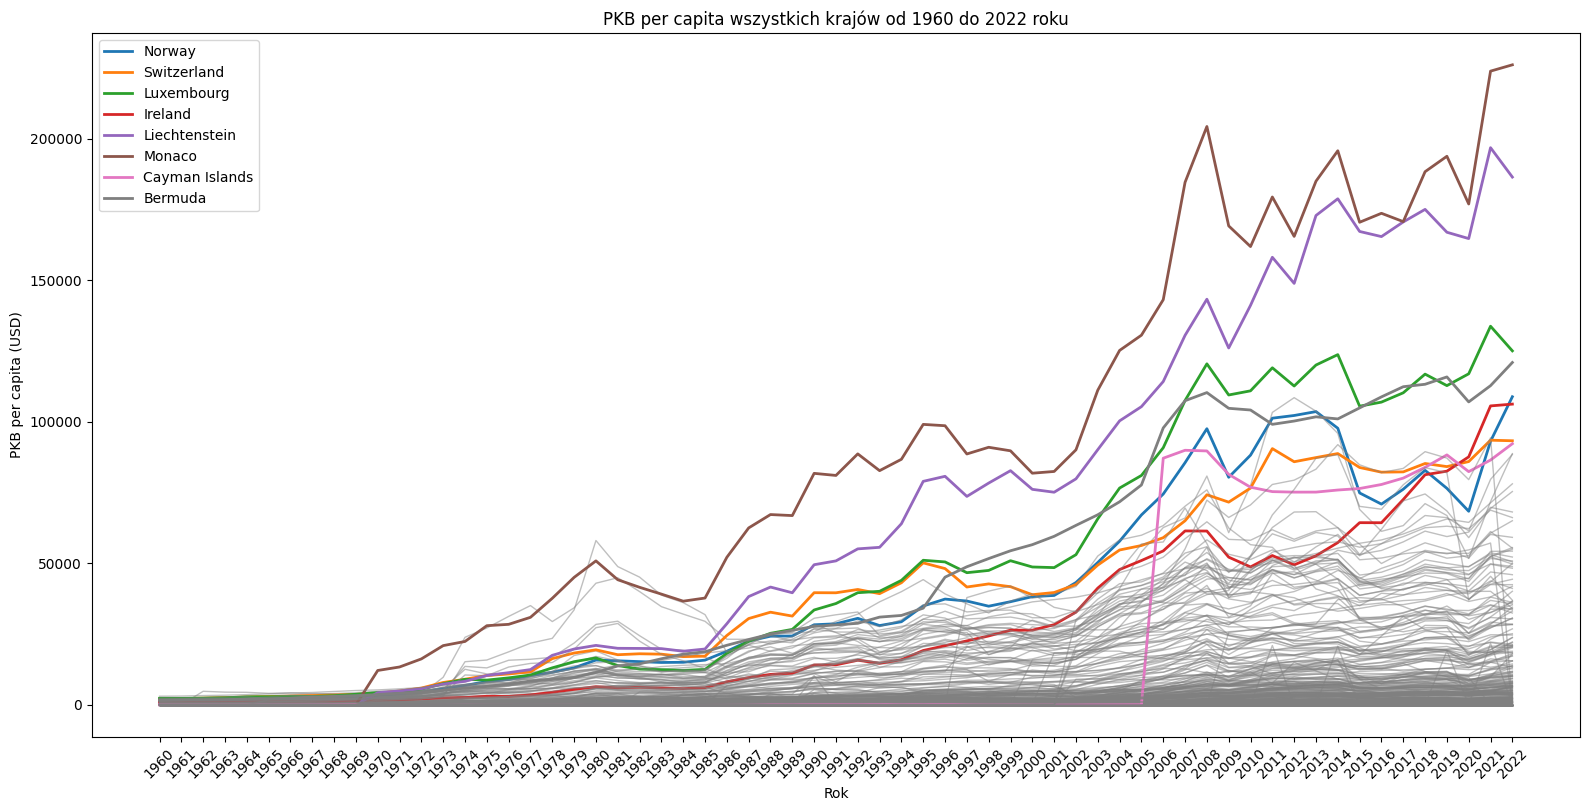 PKB per capita wszystkich krajów od 1960 do 2022 roku
Norway
Switzerland
Luxembourg
Ireland
Liechtenstein
Monaco
Cayman Islands
Bermuda
PKB per capita (USD)
200000
150000
100000
50000
0
1960 1961 1962 1963 1964 1965 1966 1967 1968 1969 1970 1971 1972 1973 1974 1975 1976 1977 1978 1979 1980 1981 1982 1983 1984 1985 1986 1987 1988 1989 1990 1991 1992 1993 1994 1995 1996 1997 1998 1999 2000 2001 2002 2003 2004 2005 2006 2007 2008 2009 2010 2011 2012 2013 2014 2015 2016 2017 2018 2019 2020 2021 2022
Rok